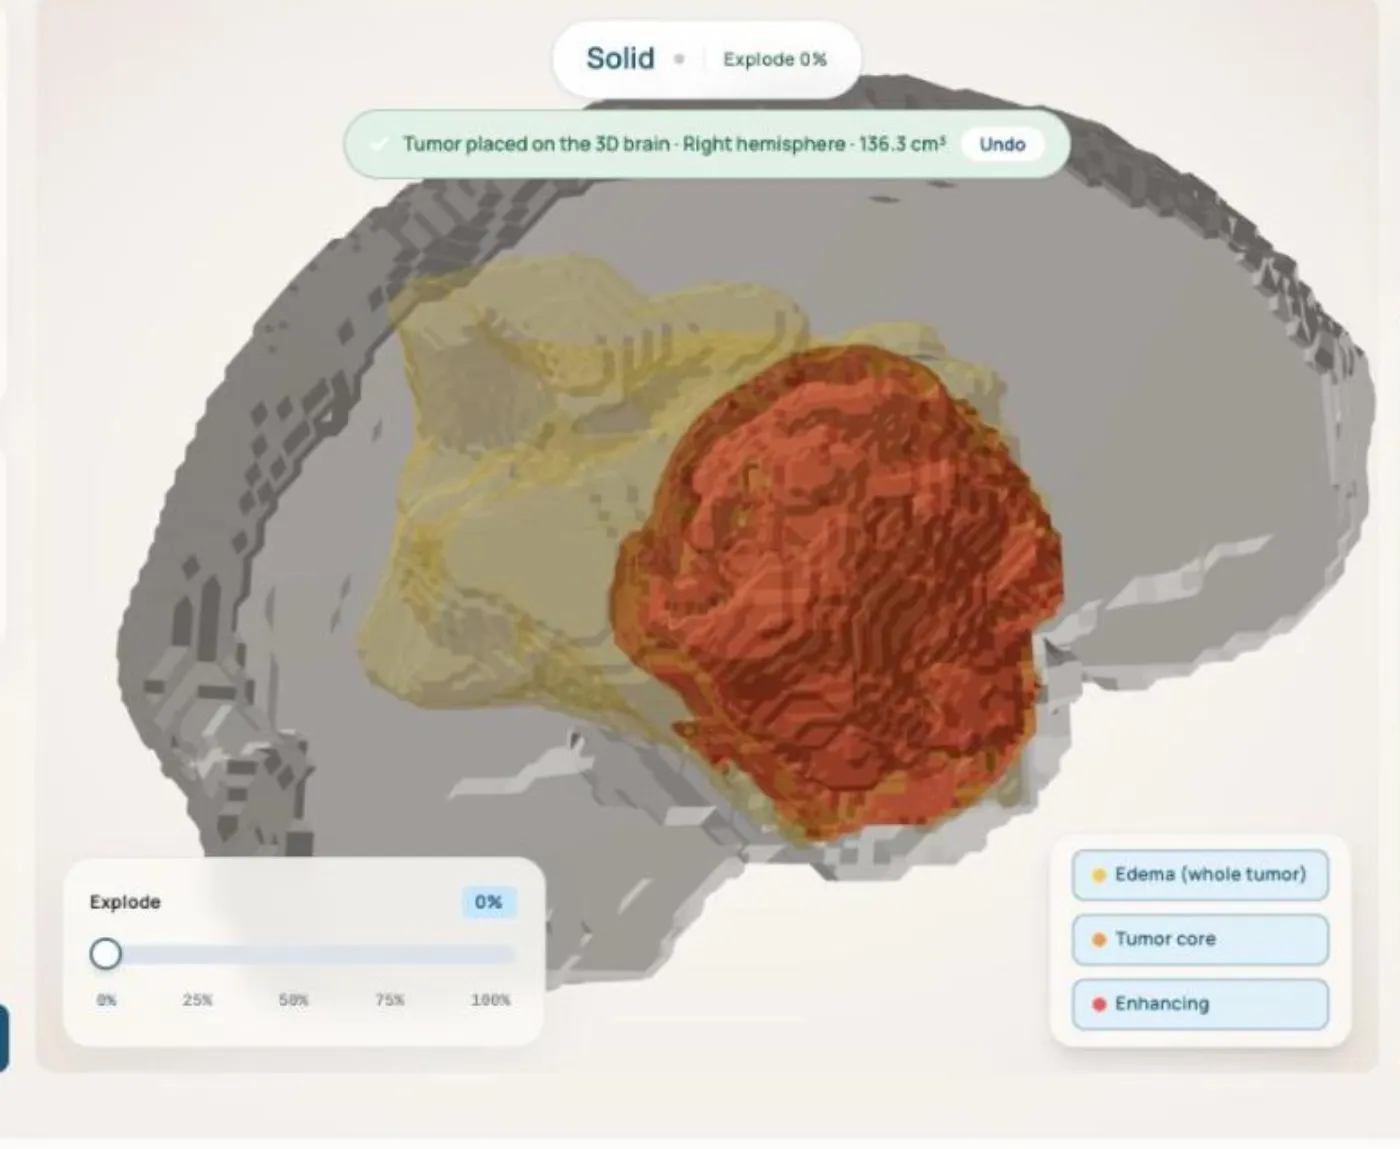 Solid Explode 0%
Tumor placed on the 3D brain · Right hemisphere · 136.3 cm³ Undo
Explode 0%
0% 25% 50% 75% 100%
Edema (whole tumor)
Tumor core
Enhancing